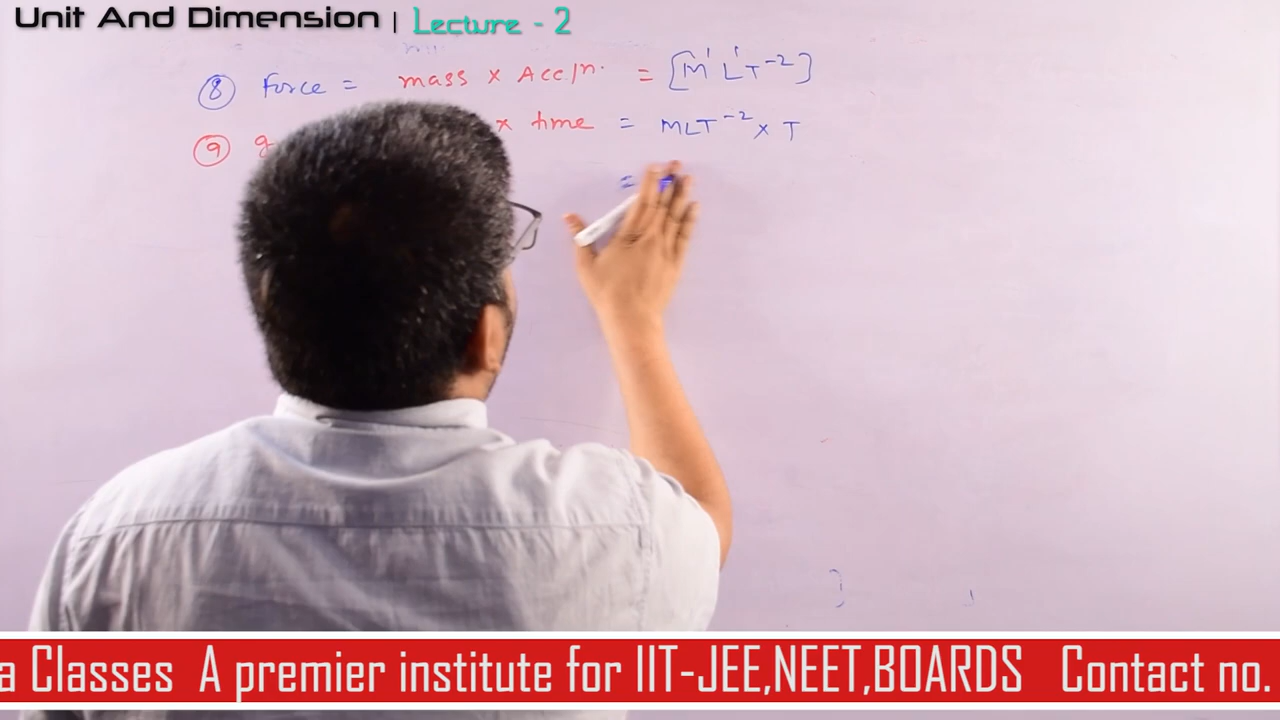 Unit And Dimension | Lecture - 2
⑧ Force = mass x Acc/n. = [M¹L¹T⁻²]
⑨ x time = MLT⁻² x T
=
a Classes A premier institute for IIT-JEE,NEET,BOARDS Contact no.